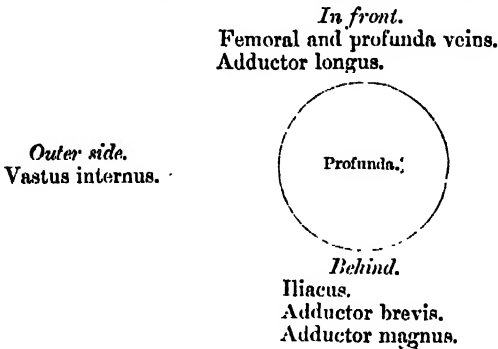 In front.
Femoral and profunda veins.
Adductor longus.
Outer side.
Vastus internus.
Profunda.
Behind.
Iliacus.
Adductor brevis.
Adductor magnus.